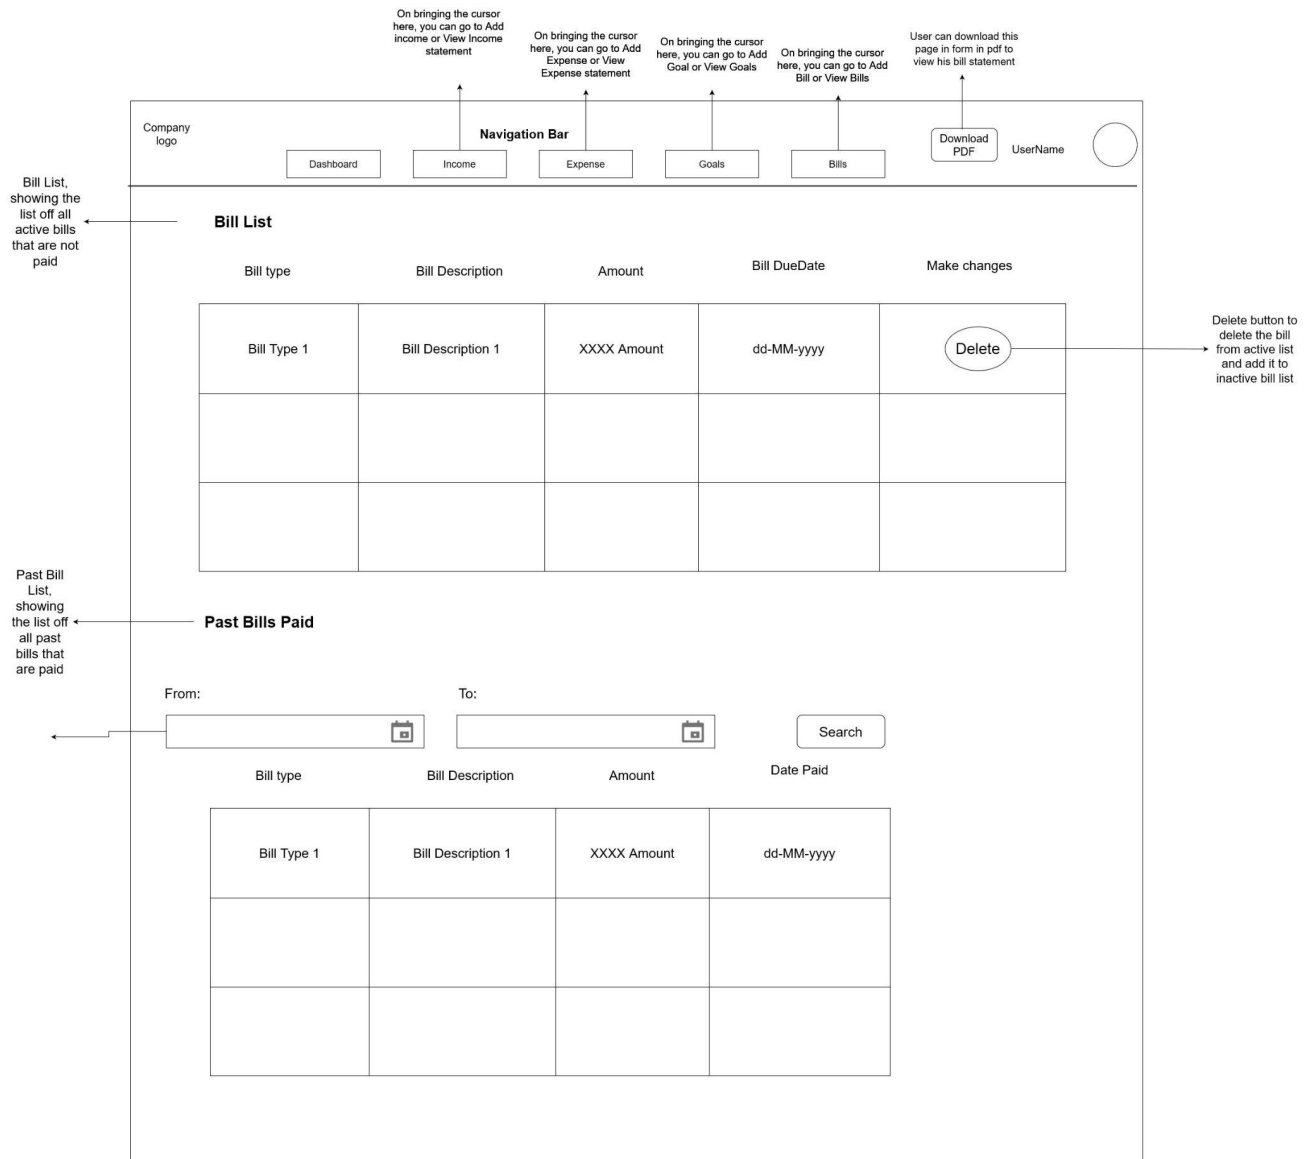 On bringing the cursor
here, you can go to Add
income or View Income
statement
On bringing the cursor
here, you can go to Add
Expense or View
Expense statement
On bringing the cursor
here, you can go to Add
Goal or View Goals
On bringing the cursor
here, you can go to Add
Bill or View Bills
User can download this
page in form in pdf to
view his bill statement
Company
logo
Navigation Bar
Dashboard
Income
Expense
Goals
Bills
Download
PDF
UserName
Bill List,
showing the
list off all
active bills
that are not
paid
Bill List
Bill type
Bill Description
Amount
Bill DueDate
Make changes
Bill Type 1
Bill Description 1
XXXX Amount
dd-MM-yyyy
Delete
Delete button to
delete the bill
from active list
and add it to
inactive bill list
Past Bill
List,
showing
the list off
all past
bills that
are paid
Past Bills Paid
From:
To:
Search
Bill type
Bill Description
Amount
Date Paid
Bill Type 1
Bill Description 1
XXXX Amount
dd-MM-yyyy